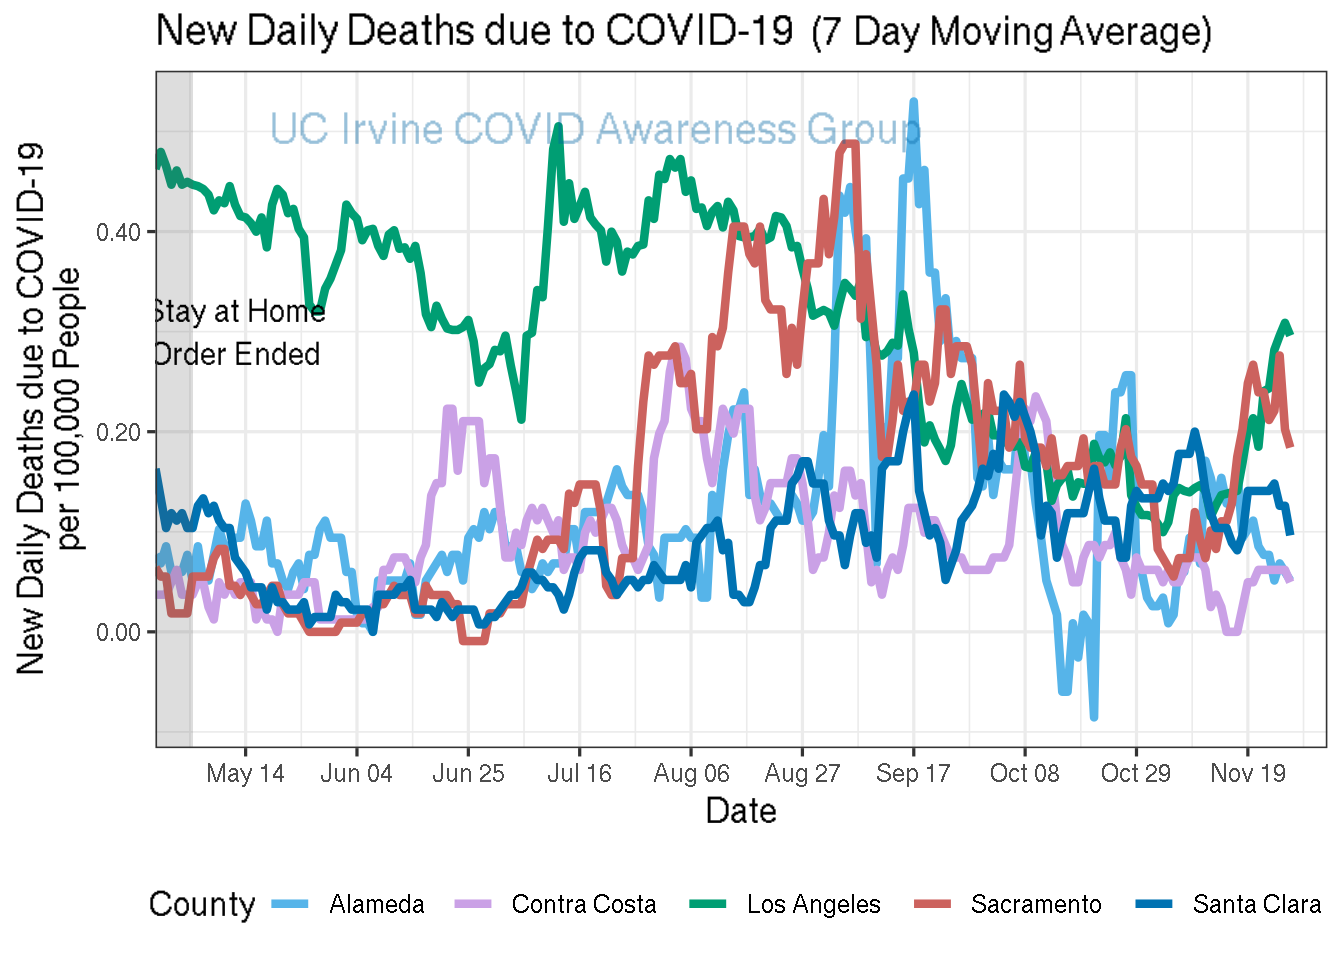 New Daily Deaths due to COVID-19 (7 Day Moving Average)
UC Irvine COVID Awareness Group
Stay at Home
Order Ended
New Daily Deaths due to COVID-19
per 100,000 People
0.40
0.20
0.00
May 14 Jun 04 Jun 25 Jul 16 Aug 06 Aug 27 Sep 17 Oct 08 Oct 29 Nov 19
Date
County Alameda Contra Costa Los Angeles Sacramento Santa Clara